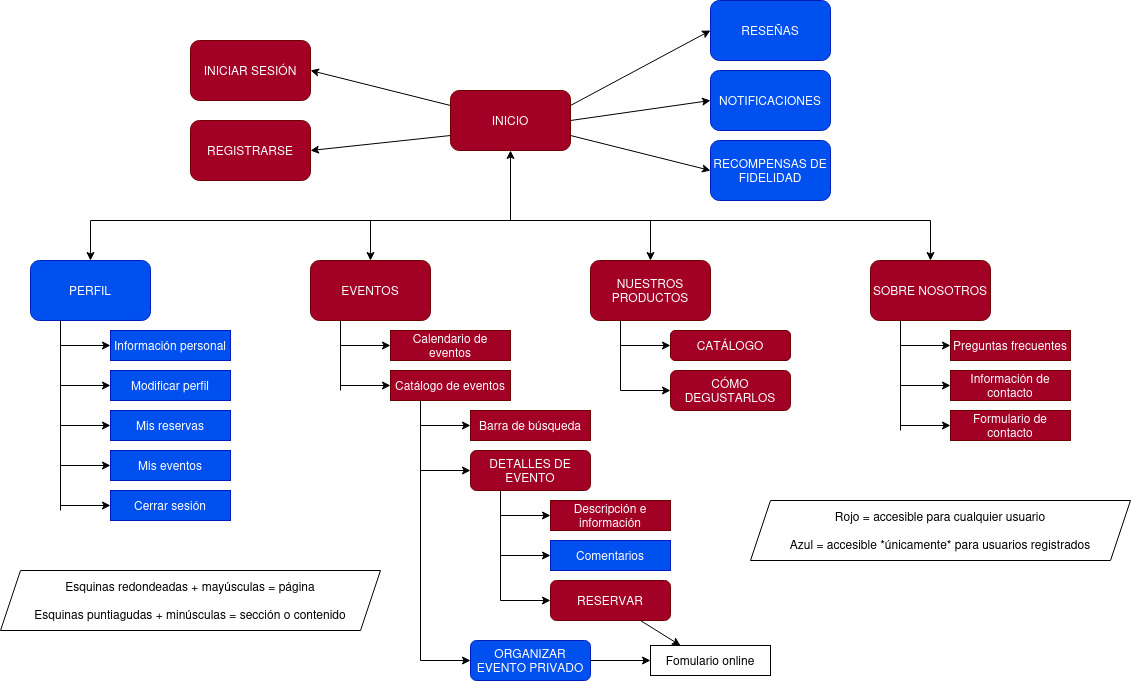 RESEÑAS
INICIAR SESIÓN
NOTIFICACIONES
INICIO
REGISTRARSE
RECOMPENSAS DE
FIDELIDAD
PERFIL
EVENTOS
NUESTROS
PRODUCTOS
SOBRE NOSOTROS
Información personal
Modificar perfil
Mis reservas
Mis eventos
Cerrar sesión
Calendario de
eventos
Catálogo de eventos
Barra de búsqueda
DETALLES DE
EVENTO
Descripción e
información
Comentarios
RESERVAR
ORGANIZAR
EVENTO PRIVADO
Fomulario online
CATÁLOGO
CÓMO
DEGUSTARLOS
Preguntas frecuentes
Información de
contacto
Formulario de
contacto
Rojo = accesible para cualquier usuario
Azul = accesible *únicamente* para usuarios registrados
Esquinas redondeadas + mayúsculas = página
Esquinas puntiagudas + minúsculas = sección o contenido